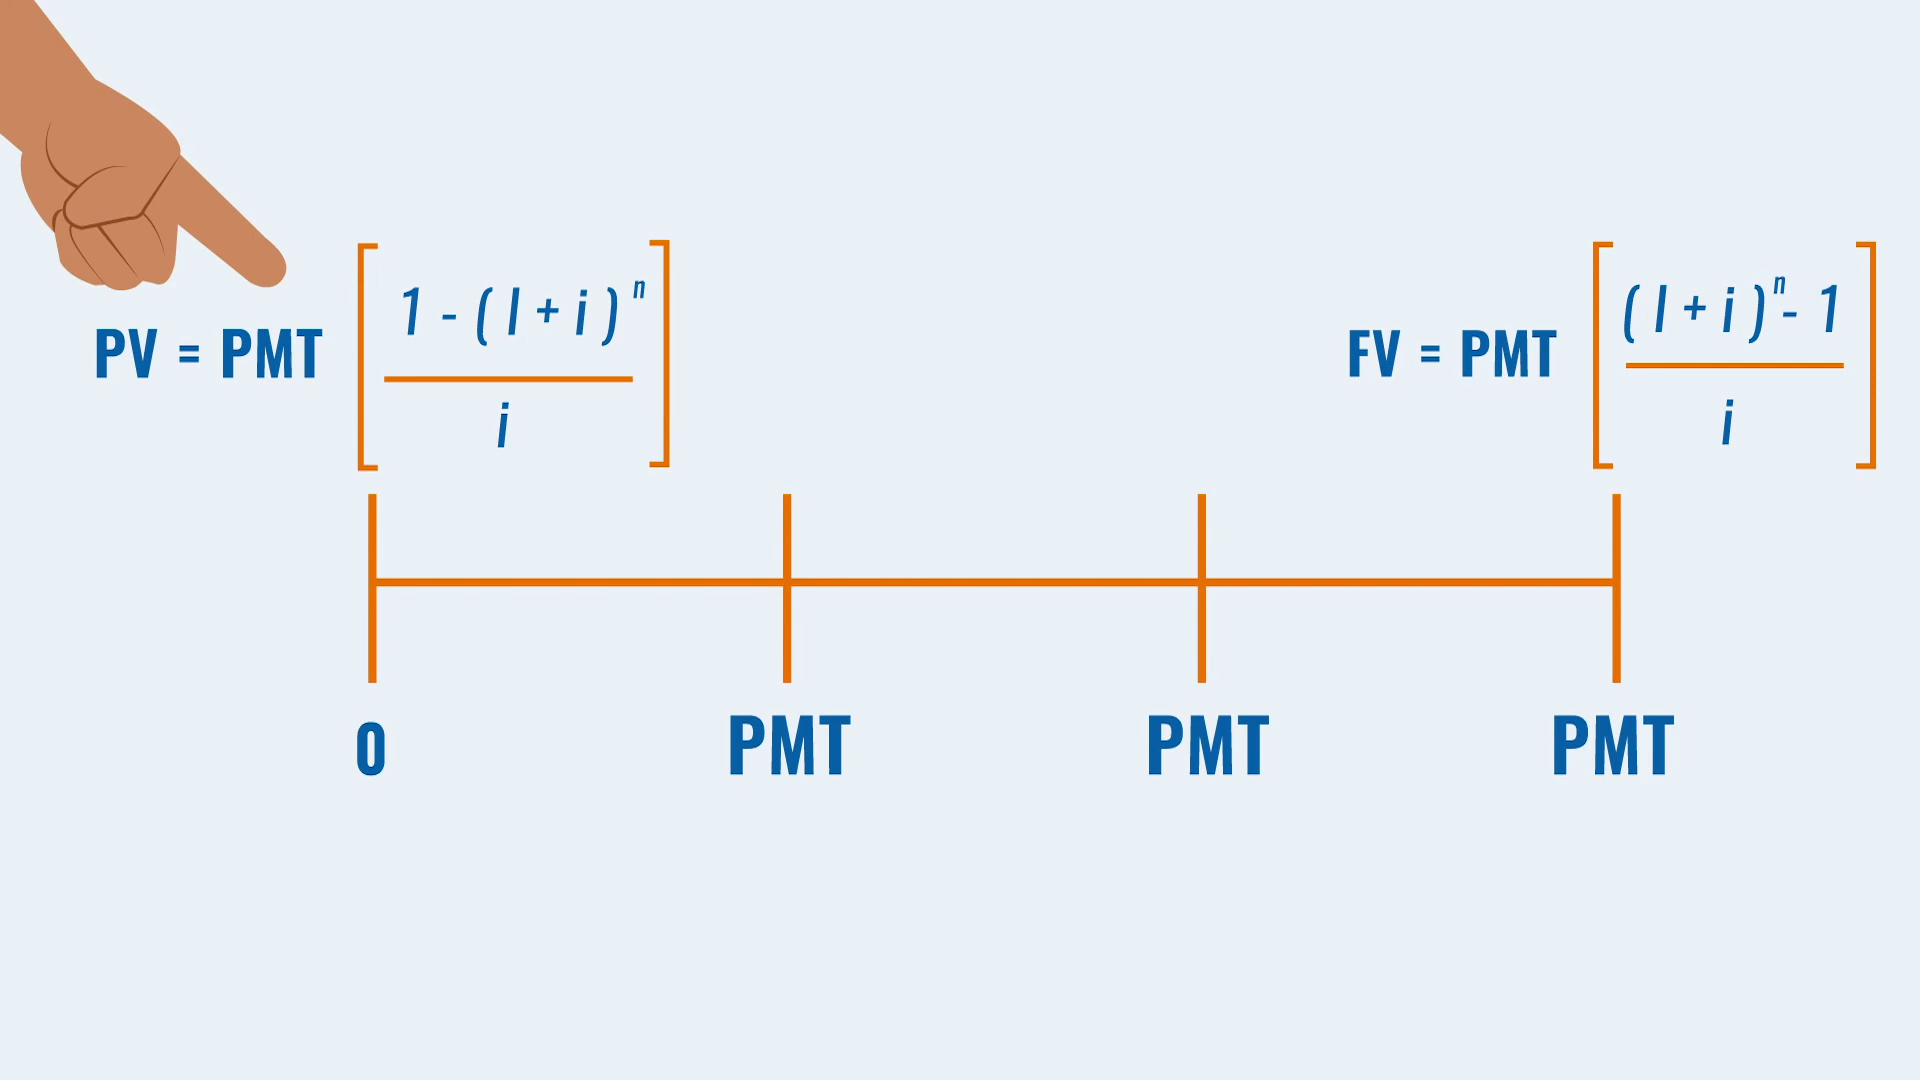 PV = PMT [ 1 - ( I + i )ⁿ / i ]
FV = PMT [ ( I + i )ⁿ - 1 / i ]
0 PMT PMT PMT